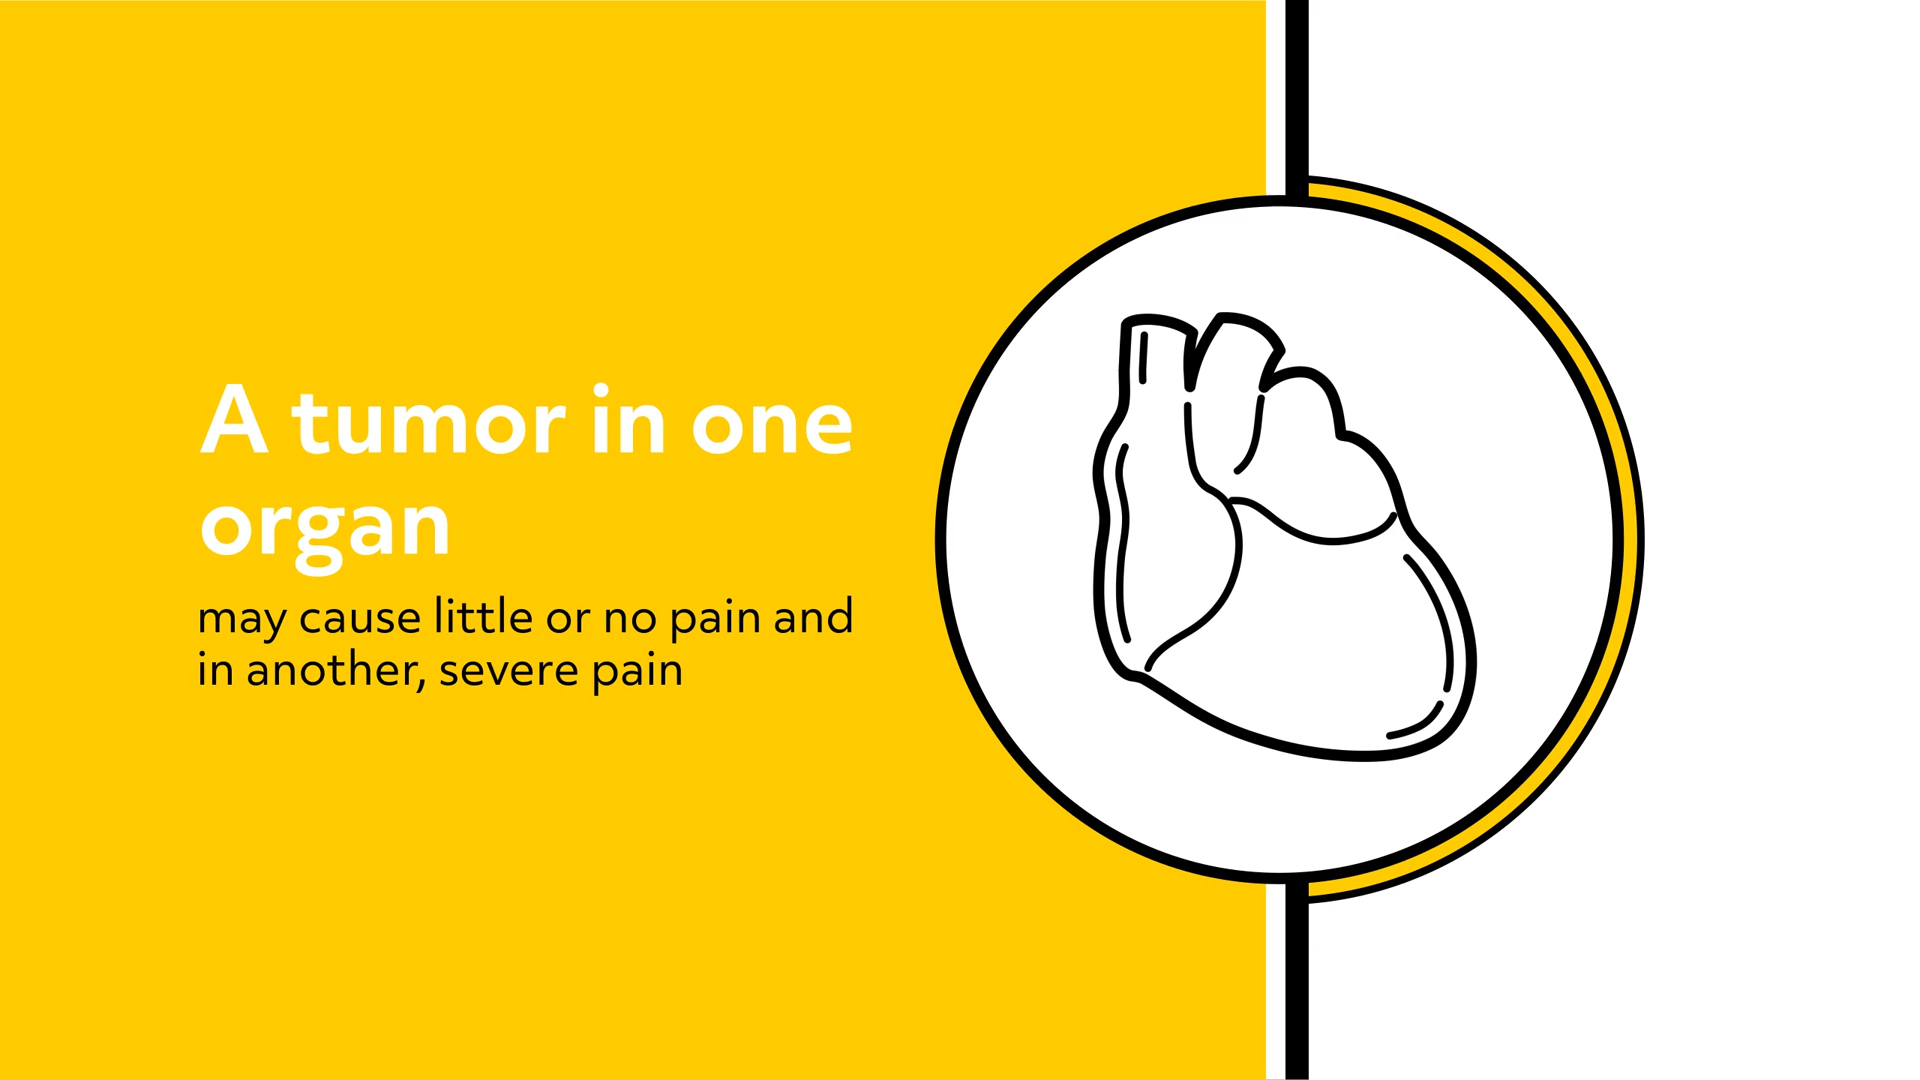 A tumor in one
organ
may cause little or no pain and
in another, severe pain